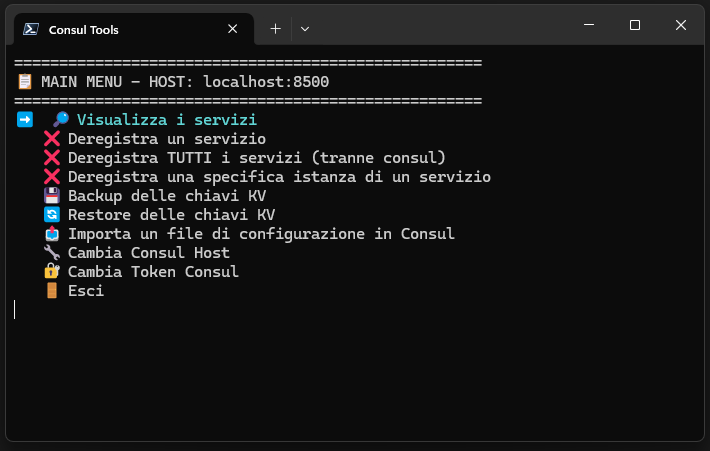 Consul Tools
====================================================
📋 MAIN MENU - HOST: localhost:8500
====================================================
➡️ 🔎 Visualizza i servizi
❌ Deregistra un servizio
❌ Deregistra TUTTI i servizi (tranne consul)
❌ Deregistra una specifica istanza di un servizio
💾 Backup delle chiavi KV
🔄 Restore delle chiavi KV
📤 Importa un file di configurazione in Consul
🔧 Cambia Consul Host
🔐 Cambia Token Consul
🚪 Esci